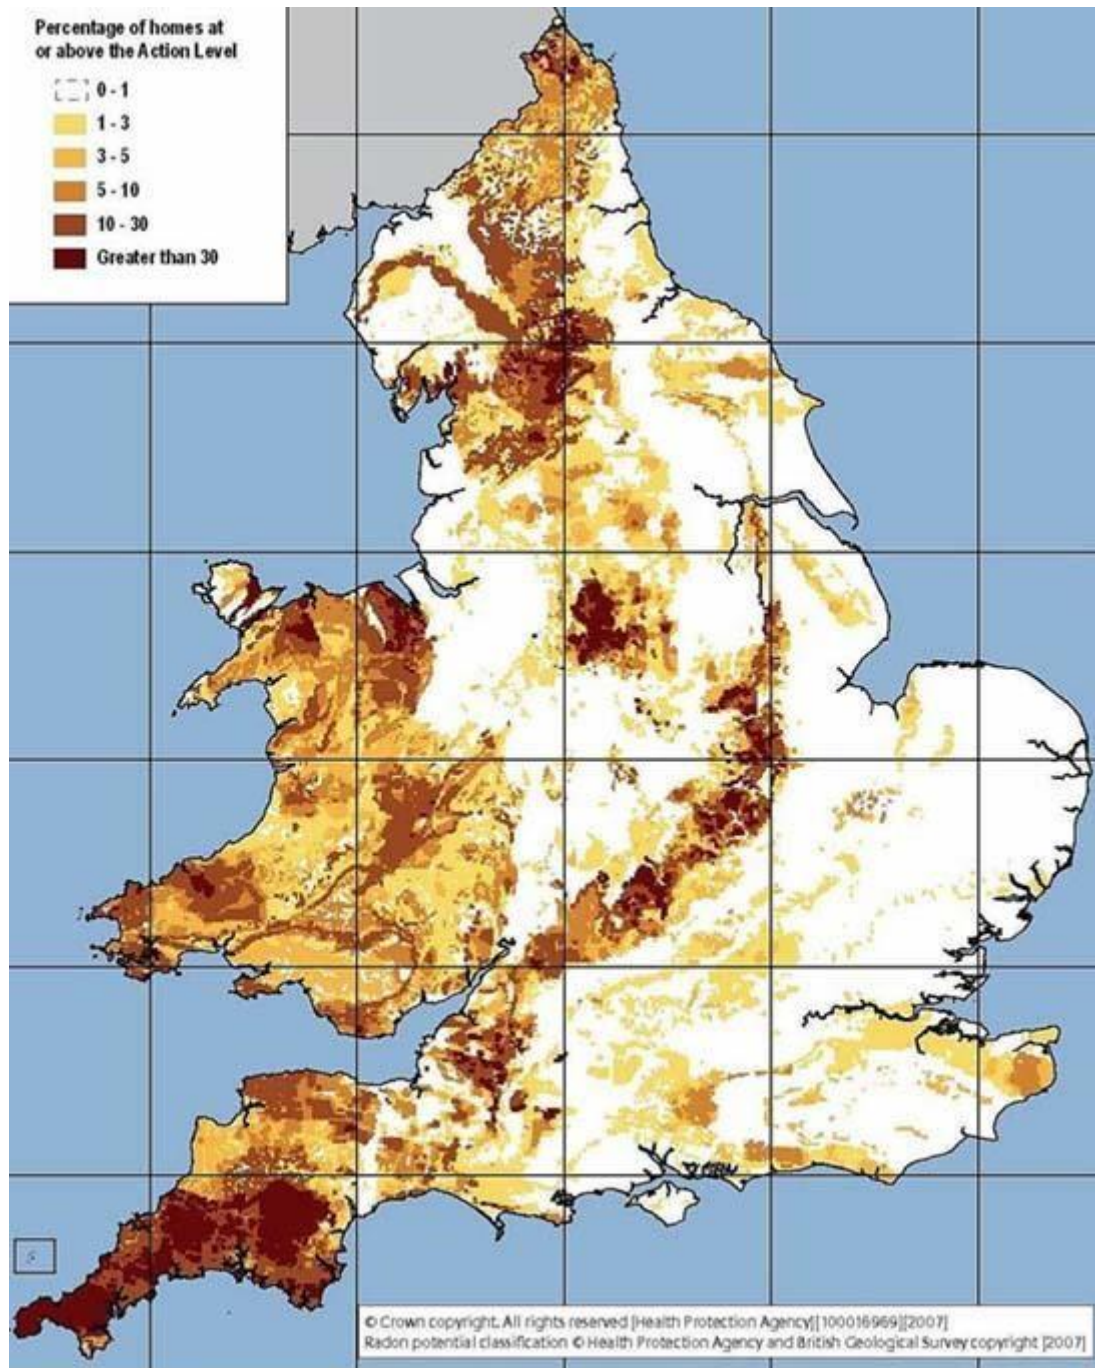 Percentage of homes at
or above the Action Level
0 - 1
1 - 3
3 - 5
5 - 10
10 - 30
Greater than 30
© Crown copyright. All rights reserved [Health Protection Agency][100016969][2007]
Radon potential classification © Health Protection Agency and British Geological Survey copyright [2007]